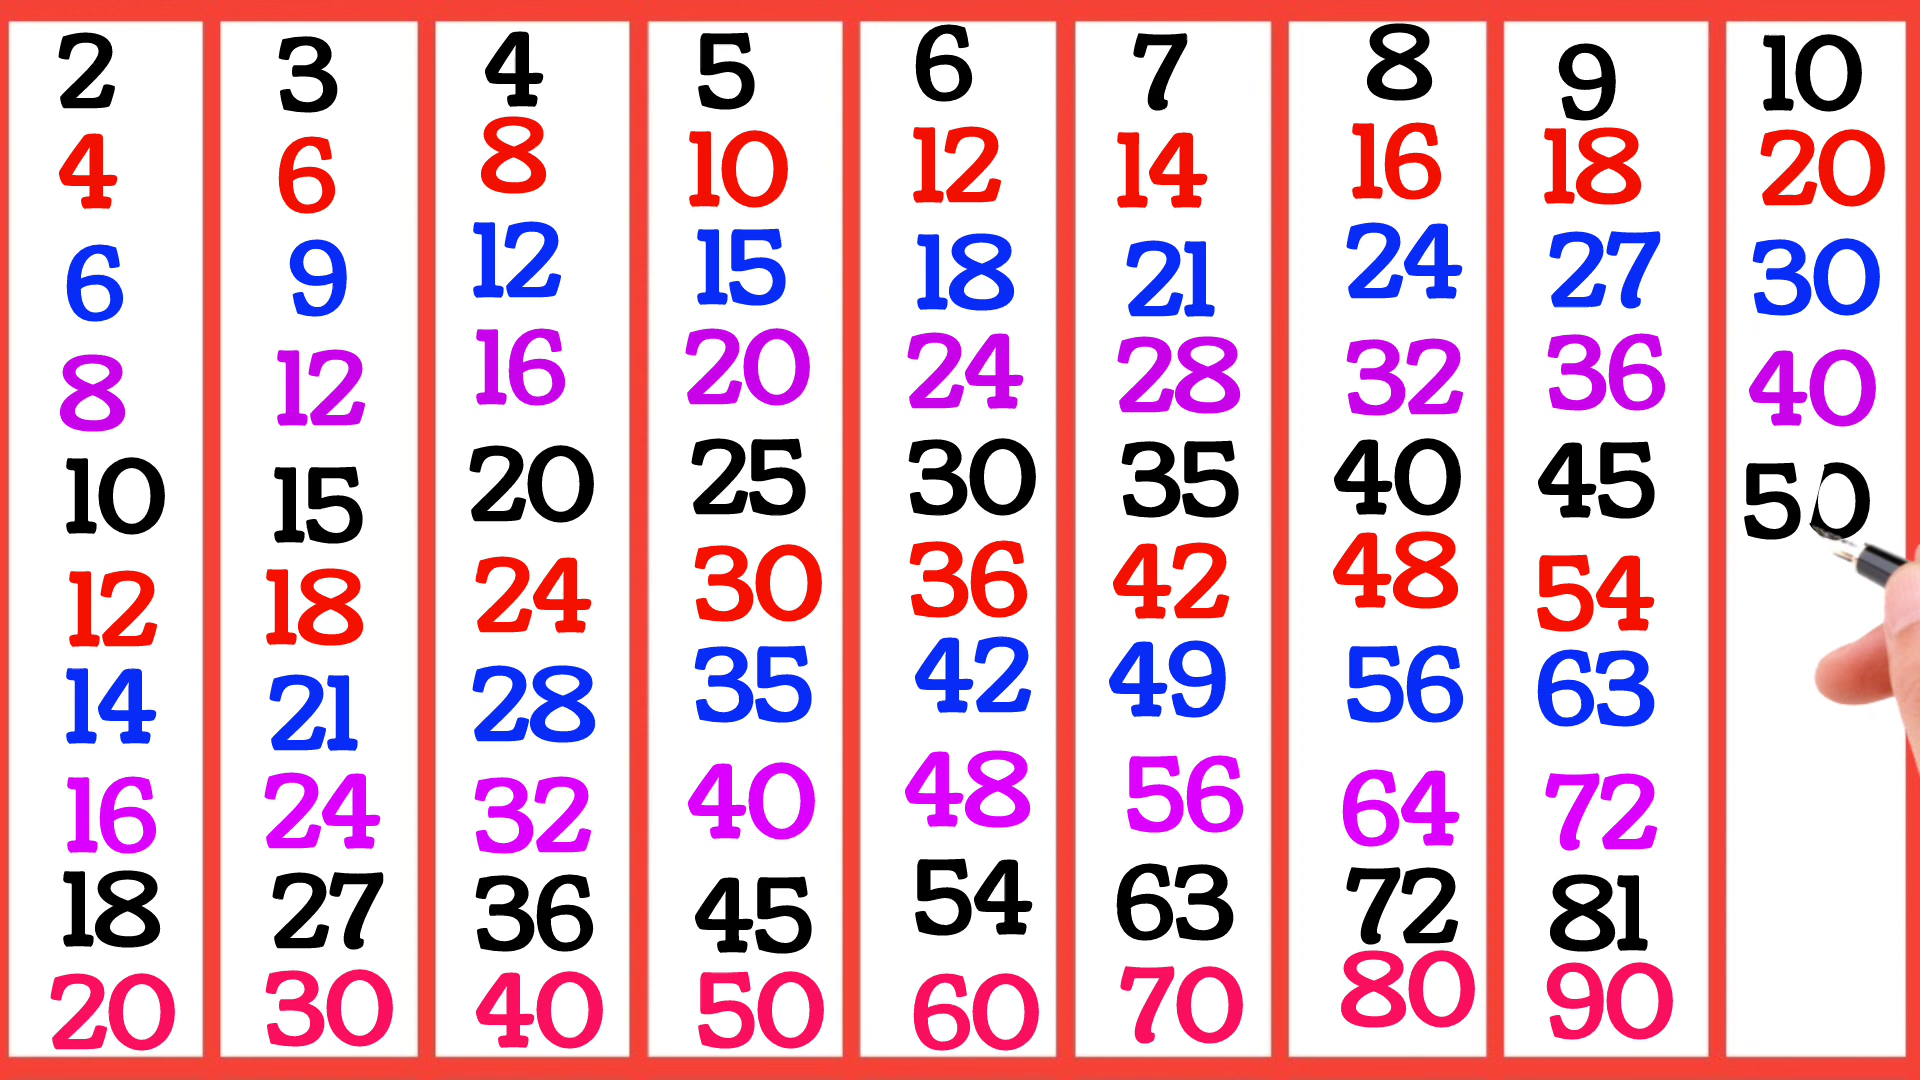 2 3 4 5 6 7 8 9 10
4 6 8 10 12 14 16 18 20
6 9 12 15 18 21 24 27 30
8 12 16 20 24 28 32 36 40
10 15 20 25 30 35 40 45 50
12 18 24 30 36 42 48 54
14 21 28 35 42 49 56 63
16 24 32 40 48 56 64 72
18 27 36 45 54 63 72 81
20 30 40 50 60 70 80 90